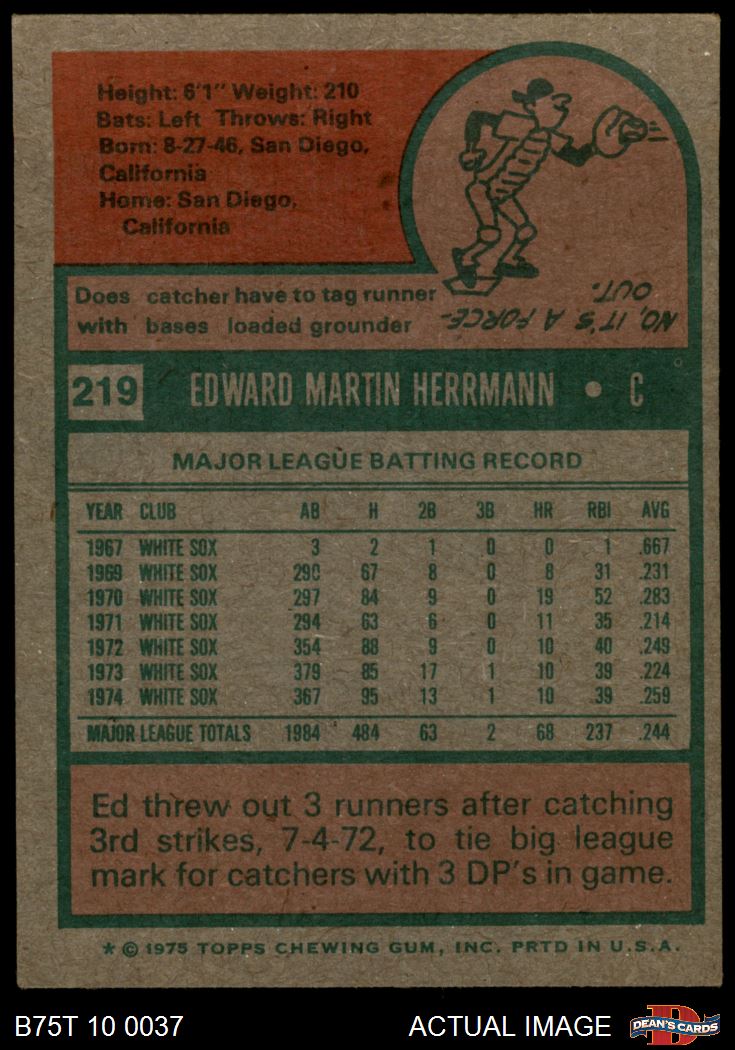 Height: 6'1" Weight: 210
Bats: Left Throws: Right
Born: 8-27-46, San Diego,
California
Home: San Diego,
California
Does catcher have to tag runner
with bases loaded grounder
NO, IT'S A FORCE-
OUT.
219 EDWARD MARTIN HERRMANN • C
MAJOR LEAGUE BATTING RECORD
YEAR CLUB AB H 2B 3B HR RBI AVG
1967 WHITE SOX 3 2 1 0 0 1 .667
1969 WHITE SOX 290 67 8 0 8 31 .231
1970 WHITE SOX 297 84 9 0 19 52 .283
1971 WHITE SOX 294 63 6 0 11 35 .214
1972 WHITE SOX 354 88 9 0 10 40 .249
1973 WHITE SOX 379 85 17 1 10 39 .224
1974 WHITE SOX 367 95 13 1 10 39 .259
MAJOR LEAGUE TOTALS 1984 484 63 2 68 237 .244
Ed threw out 3 runners after catching
3rd strikes, 7-4-72, to tie big league
mark for catchers with 3 DP's in game.
* © 1975 TOPPS CHEWING GUM, INC. PRTD IN U.S.A.
B75T 10 0037 ACTUAL IMAGE DEAN'S CARDS